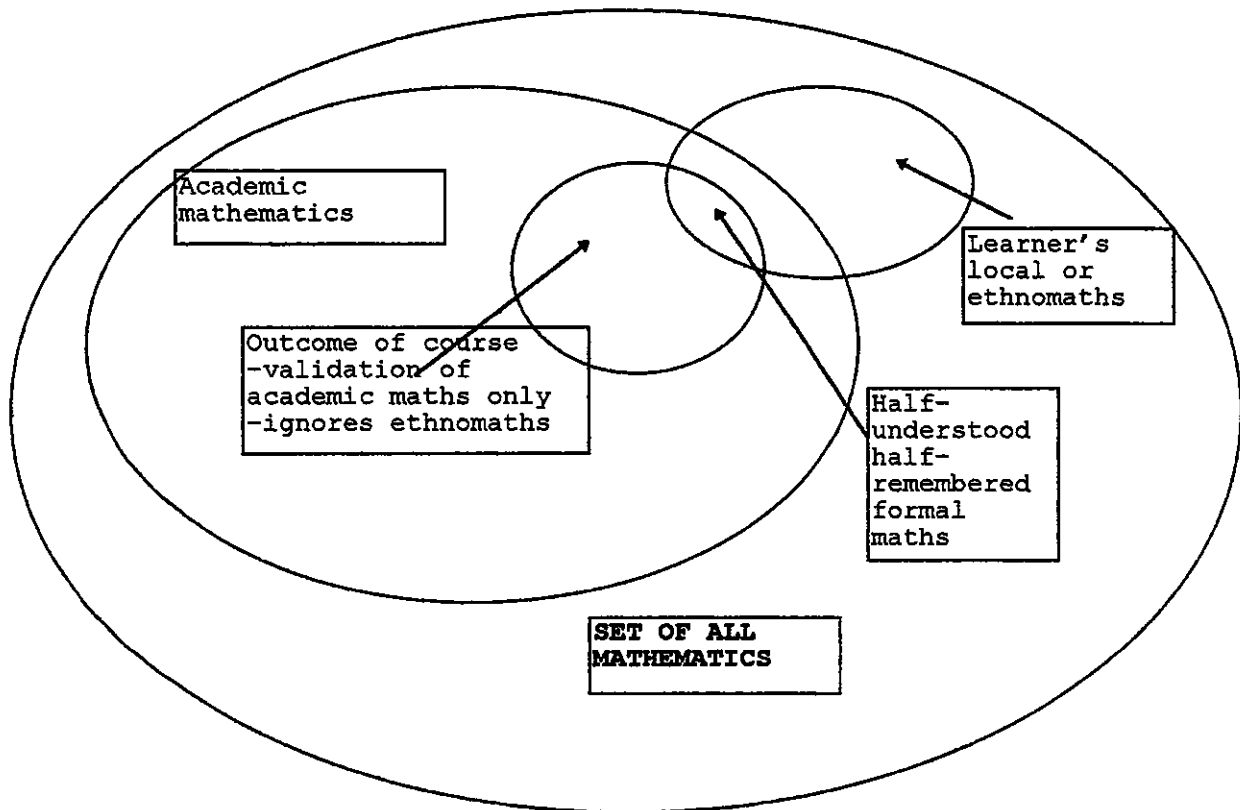 Academic
mathematics
Learner's
local or
ethnomaths
Outcome of course
-validation of
academic maths only
-ignores ethnomaths
Half-
understood
half-
remembered
formal
maths
SET OF ALL
MATHEMATICS